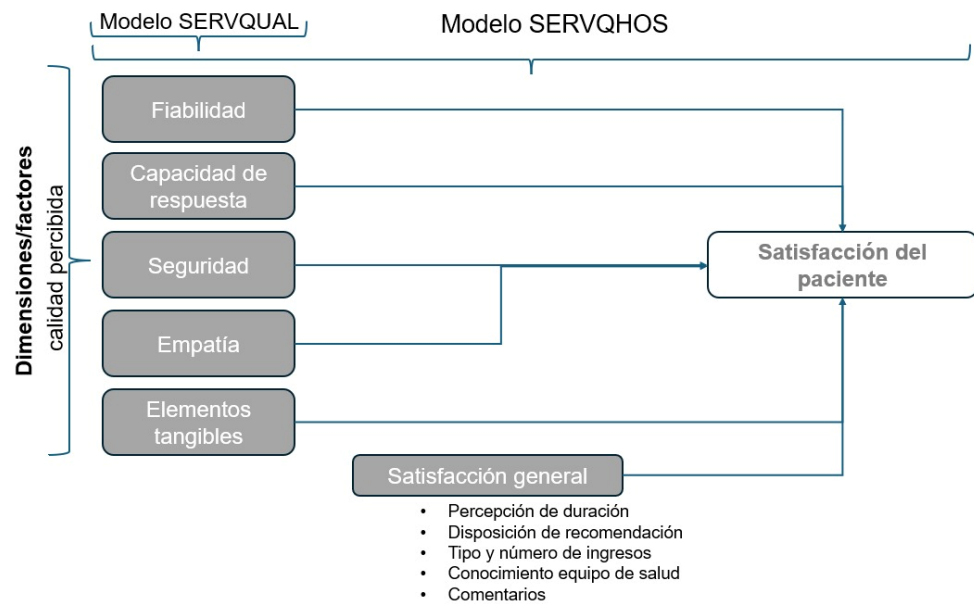 Modelo SERVQUAL
Modelo SERVQHOS
Dimensiones/factores
calidad percibida
Fiabilidad
Capacidad de
respuesta
Seguridad
Empatía
Elementos
tangibles
Satisfacción del
paciente
Satisfacción general
• Percepción de duración
• Disposición de recomendación
• Tipo y número de ingresos
• Conocimiento equipo de salud
• Comentarios